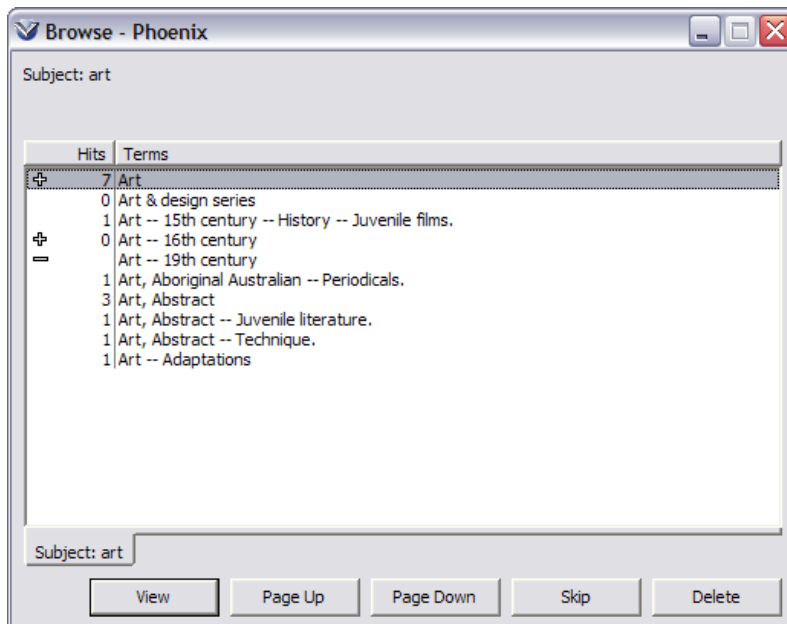 Browse - Phoenix
Subject: art
Hits Terms
7 Art
0 Art & design series
1 Art -- 15th century -- History -- Juvenile films.
0 Art -- 16th century
Art -- 19th century
1 Art, Aboriginal Australian -- Periodicals.
3 Art, Abstract
1 Art, Abstract -- Juvenile literature.
1 Art, Abstract -- Technique.
1 Art -- Adaptations
Subject: art
View Page Up Page Down Skip Delete